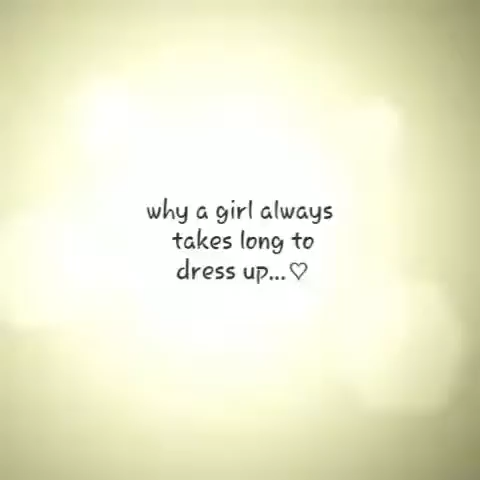 why a girl always
takes long to
dress up...♡